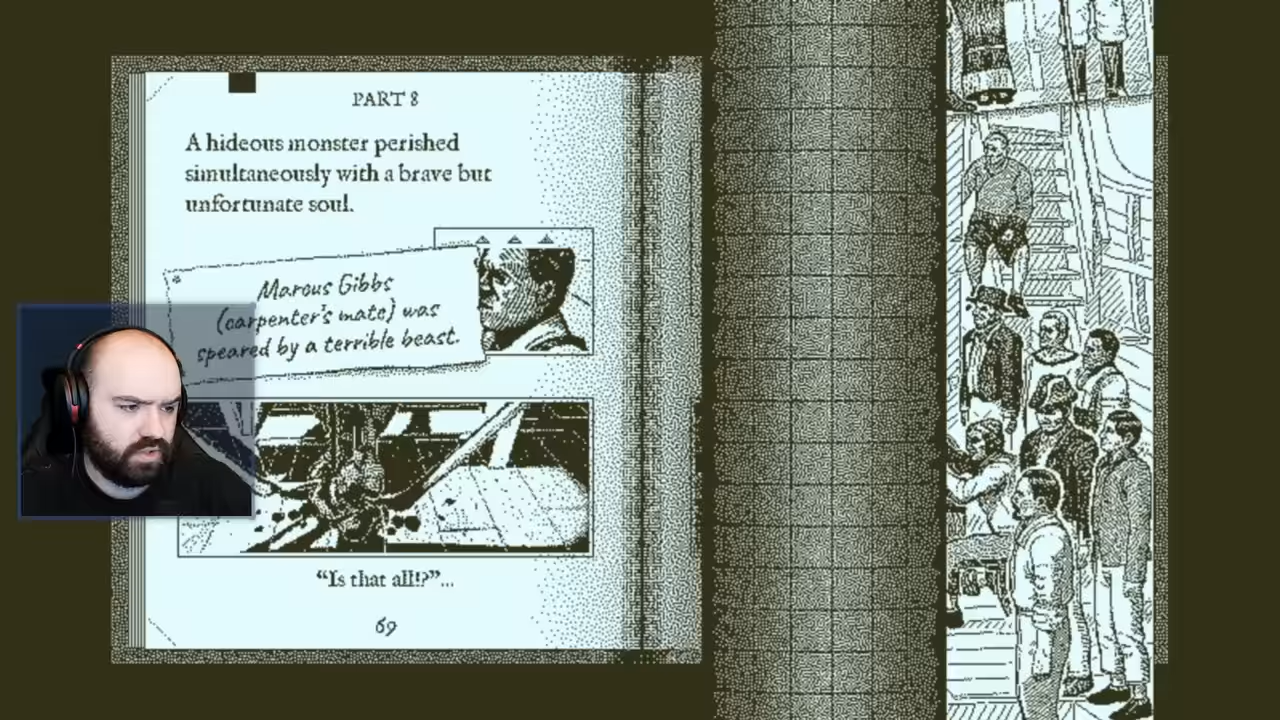 PART 8
A hideous monster perished
simultaneously with a brave but
unfortunate soul.
Marcus Gibbs
(carpenter's mate) was
speared by a terrible beast.
“Is that all!?”...
69